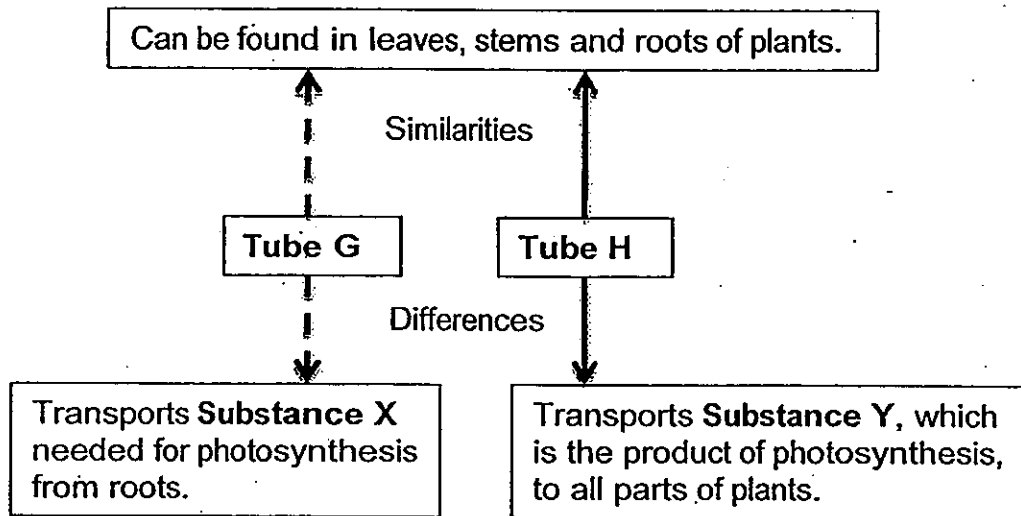 Can be found in leaves, stems and roots of plants.
Similarities
Tube G
Tube H
Differences
Transports Substance X
needed for photosynthesis
from roots.
Transports Substance Y, which
is the product of photosynthesis,
to all parts of plants.